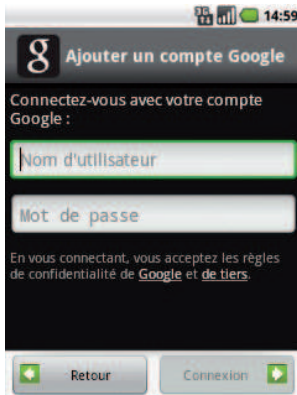 3G 14:59
g Ajouter un compte Google
Connectez-vous avec votre compte
Google :
Nom d'utilisateur
Mot de passe
En vous connectant, vous acceptez les règles
de confidentialité de Google et de tiers.
Retour Connexion